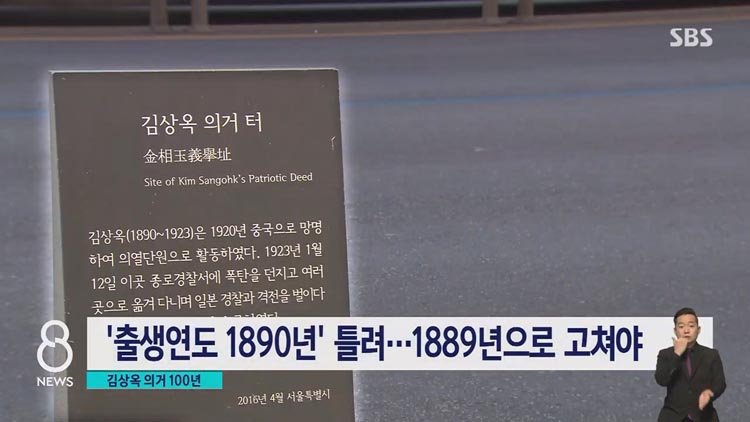 SBS
김상옥 의거 터
金相玉義擧址
Site of Kim Sangohk's Patriotic Deed
김상옥(1890~1923)은 1920년 중국으로 망명
하여 의열단원으로 활동하였다. 1923년 1월
12일 이곳 종로경찰서에 폭탄을 던지고 여러
곳으로 옮겨 다니며 일본 경찰과 격전을 벌이다
'출생연도 1890년' 틀려…1889년으로 고쳐야
8
NEWS
김상옥 의거 100년
2016년 4월 서울특별시